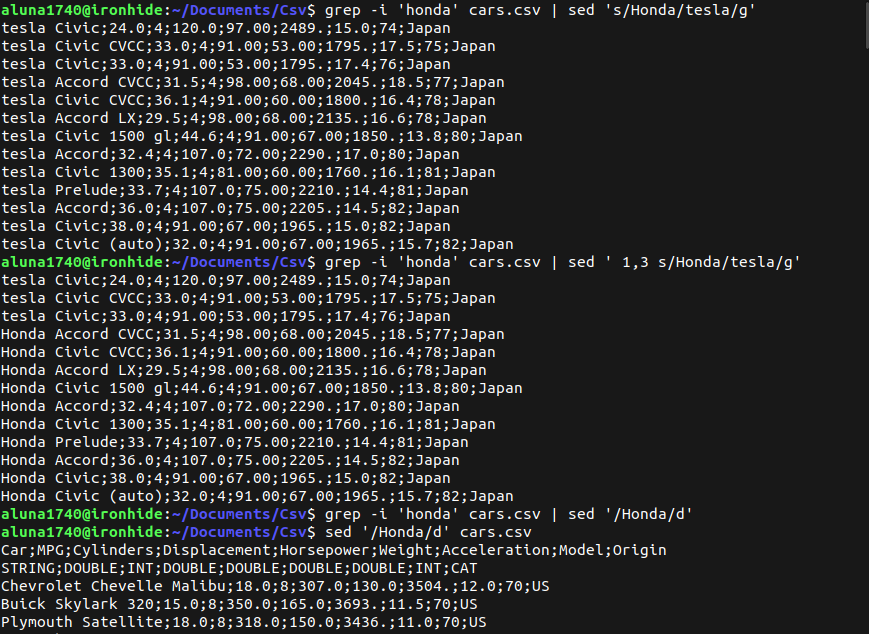 aluna1740@ironhide:~/Documents/Csv$ grep -i 'honda' cars.csv | sed 's/Honda/tesla/g'
tesla Civic;24.0;4;120.0;97.00;2489.;15.0;74;Japan
tesla Civic CVCC;33.0;4;91.00;53.00;1795.;17.5;75;Japan
tesla Civic;33.0;4;91.00;53.00;1795.;17.4;76;Japan
tesla Accord CVCC;31.5;4;98.00;68.00;2045.;18.5;77;Japan
tesla Civic CVCC;36.1;4;91.00;60.00;1800.;16.4;78;Japan
tesla Accord LX;29.5;4;98.00;68.00;2135.;16.6;78;Japan
tesla Civic 1500 gl;44.6;4;91.00;67.00;1850.;13.8;80;Japan
tesla Accord;32.4;4;107.0;72.00;2290.;17.0;80;Japan
tesla Civic 1300;35.1;4;81.00;60.00;1760.;16.1;81;Japan
tesla Prelude;33.7;4;107.0;75.00;2210.;14.4;81;Japan
tesla Accord;36.0;4;107.0;75.00;2205.;14.5;82;Japan
tesla Civic;38.0;4;91.00;67.00;1965.;15.0;82;Japan
tesla Civic (auto);32.0;4;91.00;67.00;1965.;15.7;82;Japan
aluna1740@ironhide:~/Documents/Csv$ grep -i 'honda' cars.csv | sed ' 1,3 s/Honda/tesla/g'
tesla Civic;24.0;4;120.0;97.00;2489.;15.0;74;Japan
tesla Civic CVCC;33.0;4;91.00;53.00;1795.;17.5;75;Japan
tesla Civic;33.0;4;91.00;53.00;1795.;17.4;76;Japan
Honda Accord CVCC;31.5;4;98.00;68.00;2045.;18.5;77;Japan
Honda Civic CVCC;36.1;4;91.00;60.00;1800.;16.4;78;Japan
Honda Accord LX;29.5;4;98.00;68.00;2135.;16.6;78;Japan
Honda Civic 1500 gl;44.6;4;91.00;67.00;1850.;13.8;80;Japan
Honda Accord;32.4;4;107.0;72.00;2290.;17.0;80;Japan
Honda Civic 1300;35.1;4;81.00;60.00;1760.;16.1;81;Japan
Honda Prelude;33.7;4;107.0;75.00;2210.;14.4;81;Japan
Honda Accord;36.0;4;107.0;75.00;2205.;14.5;82;Japan
Honda Civic;38.0;4;91.00;67.00;1965.;15.0;82;Japan
Honda Civic (auto);32.0;4;91.00;67.00;1965.;15.7;82;Japan
aluna1740@ironhide:~/Documents/Csv$ grep -i 'honda' cars.csv | sed '/Honda/d'
aluna1740@ironhide:~/Documents/Csv$ sed '/Honda/d' cars.csv
Car;MPG;Cylinders;Displacement;Horsepower;Weight;Acceleration;Model;Origin
STRING;DOUBLE;INT;DOUBLE;DOUBLE;DOUBLE;DOUBLE;INT;CAT
Chevrolet Chevelle Malibu;18.0;8;307.0;130.0;3504.;12.0;70;US
Buick Skylark 320;15.0;8;350.0;165.0;3693.;11.5;70;US
Plymouth Satellite;18.0;8;318.0;150.0;3436.;11.0;70;US